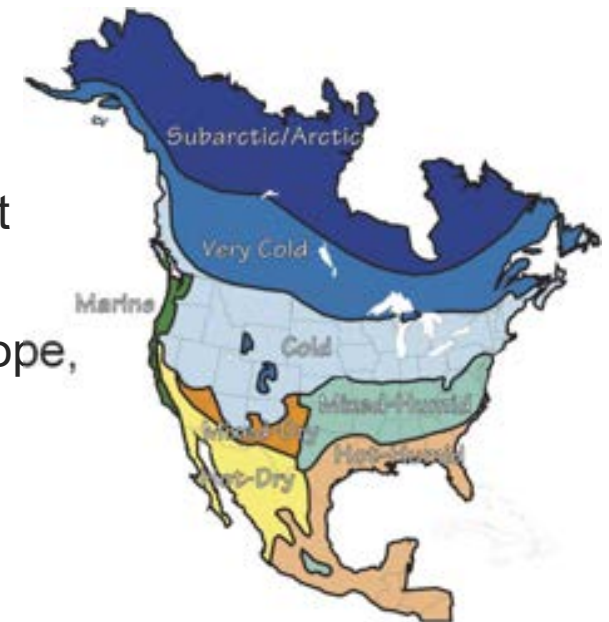 Subarctic/Arctic
t
Very Cold
Marine
ope,
Cold
Mixed-Humid
Mixed-Dry
Hot-Humid
Hot-Dry